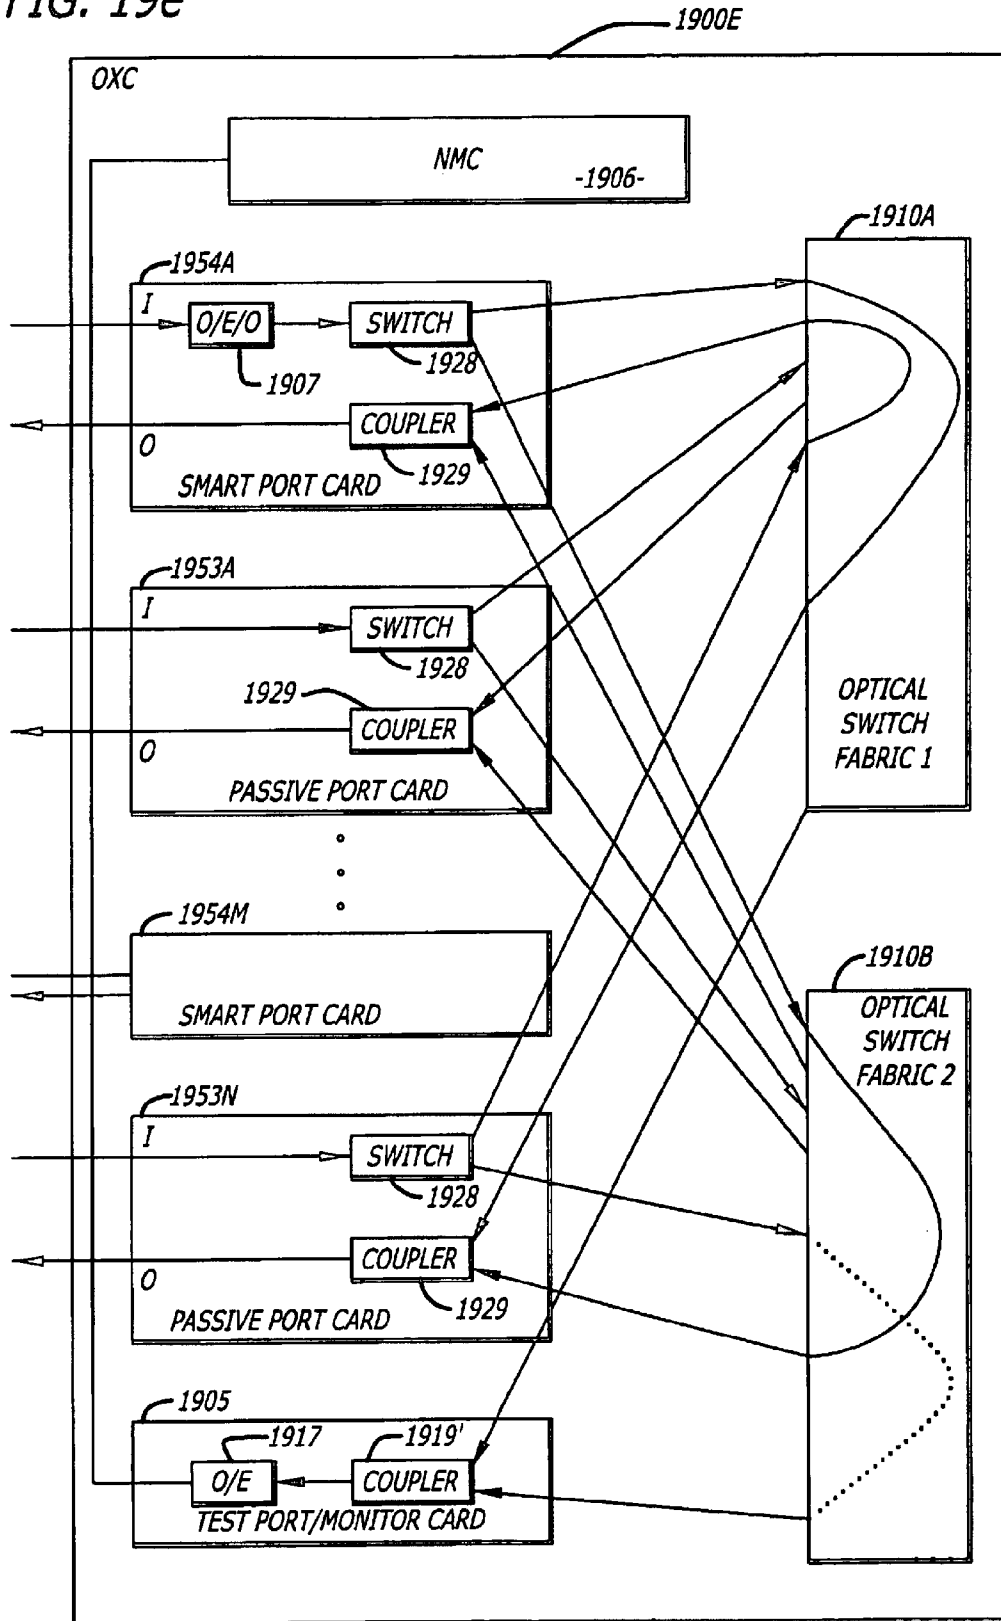 FIG. 19e
1900E
OXC
NMC
-1906-
1910A
1954A
I
O/E/O
SWITCH
1928
1907
COUPLER
O
1929
SMART PORT CARD
1953A
I
SWITCH
1928
1929
COUPLER
O
PASSIVE PORT CARD
OPTICAL
SWITCH
FABRIC 1
1954M
SMART PORT CARD
1910B
OPTICAL
SWITCH
FABRIC 2
1953N
I
SWITCH
1928
COUPLER
O
1929
PASSIVE PORT CARD
1905
1917
1919'
O/E
COUPLER
TEST PORT/MONITOR CARD